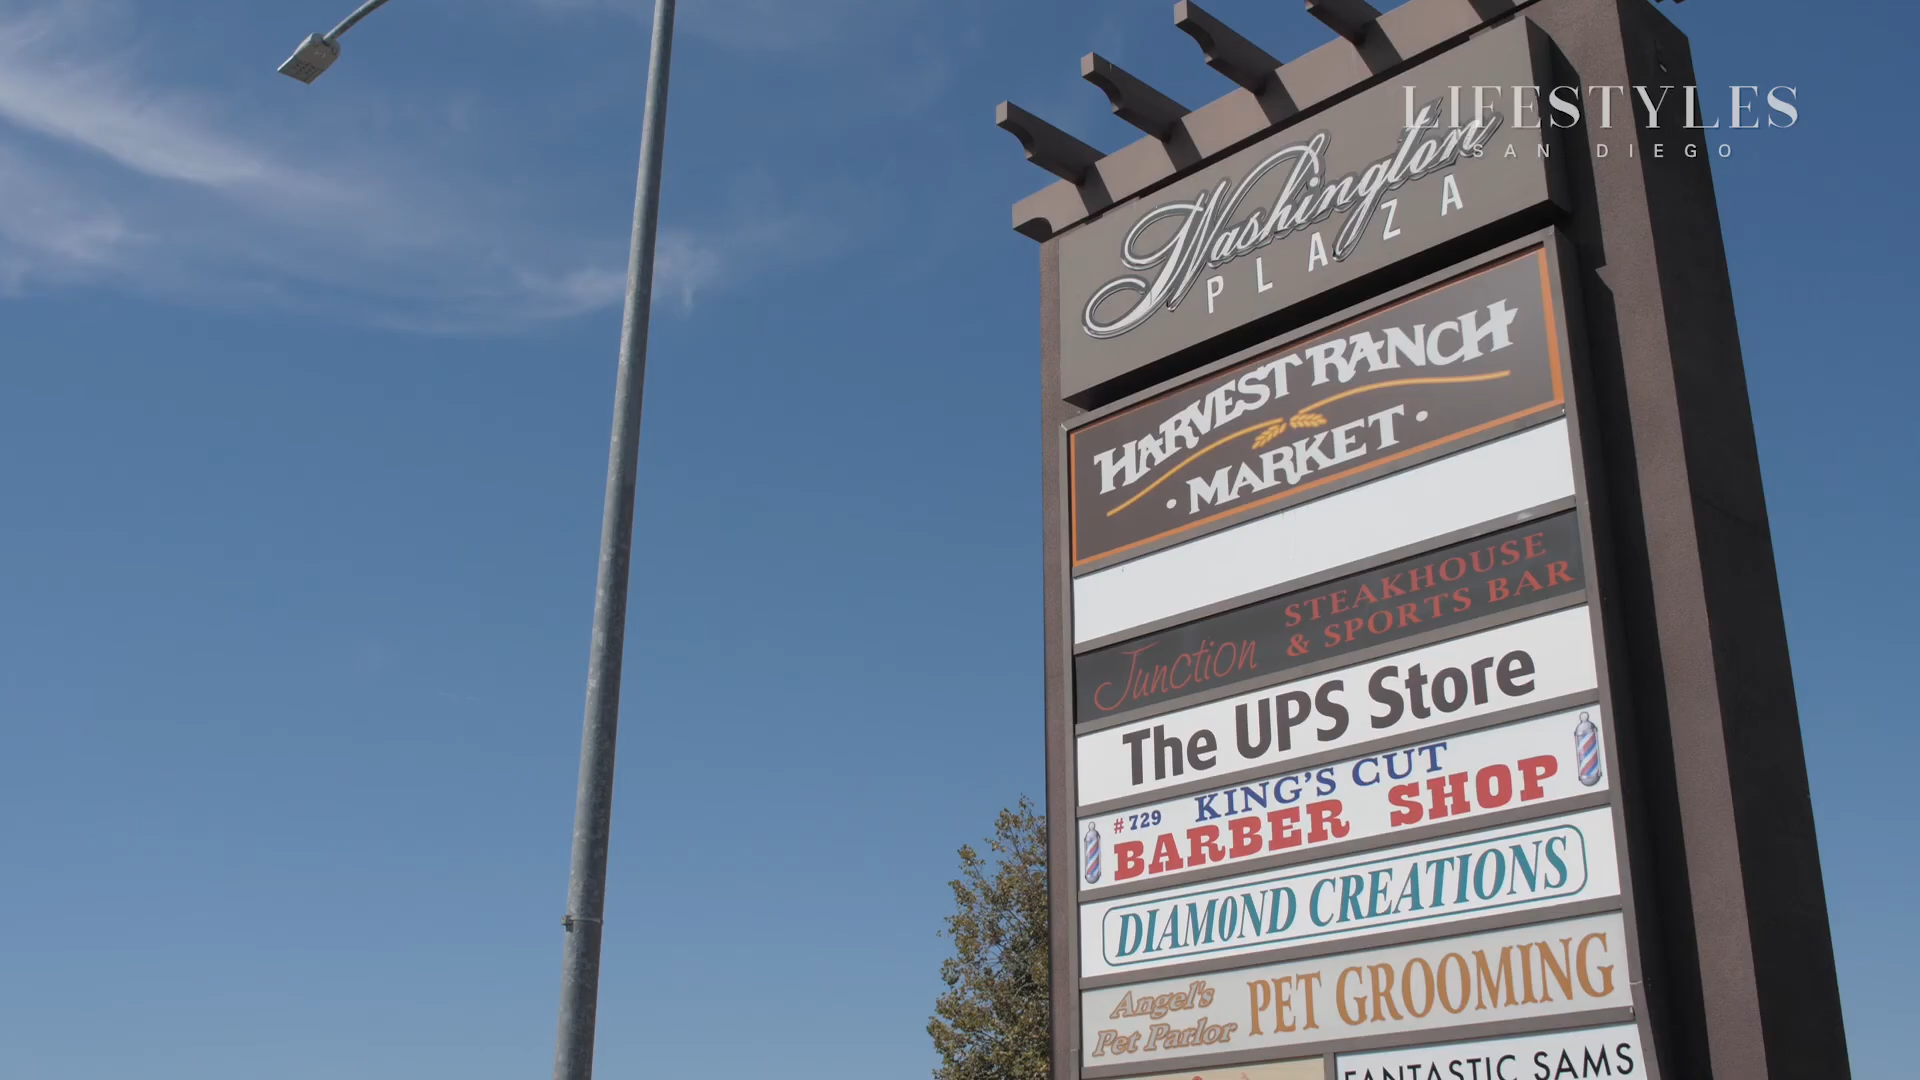 LIFESTYLES
SAN DIEGO
Washington
PLAZA
HARVEST RANCH
• MARKET •
Junction STEAKHOUSE
& SPORTS BAR
The UPS Store
#729 KING'S CUT
BARBER SHOP
DIAMOND CREATIONS
Angel's
Pet Parlor PET GROOMING
FANTASTIC SAMS